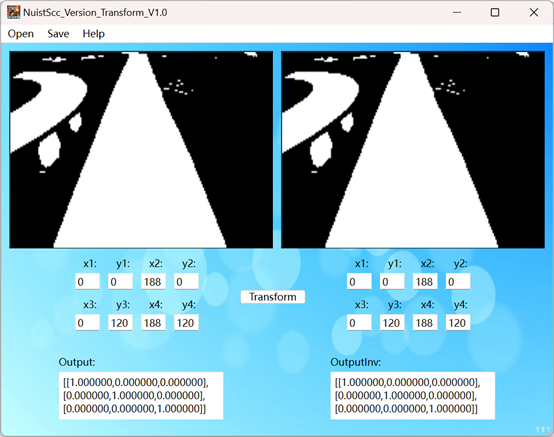 NuistScc_Version_Transform_V1.0
Open Save Help
x1: y1: x2: y2:
0 0 188 0
x3: y3: x4: y4:
0 120 188 120
Transform
x1: y1: x2: y2:
0 0 188 0
x3: y3: x4: y4:
0 120 188 120
Output:
[[1.000000,0.000000,0.000000],
[0.000000,1.000000,0.000000],
[0.000000,0.000000,1.000000]]
OutputInv:
[[1.000000,0.000000,0.000000],
[0.000000,1.000000,0.000000],
[0.000000,0.000000,1.000000]]